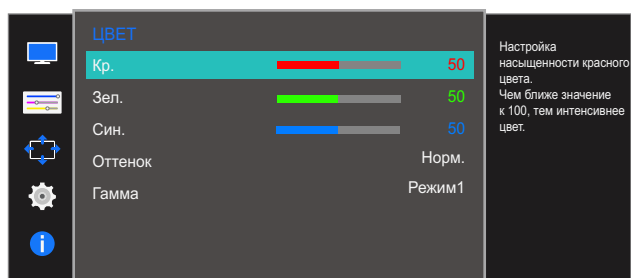 ЦВЕТ
Кр. 50
Зел. 50
Син. 50
Оттенок Норм.
Гамма Режим1
Настройка
насыщенности красного
цвета.
Чем ближе значение
к 100, тем интенсивнее
цвет.